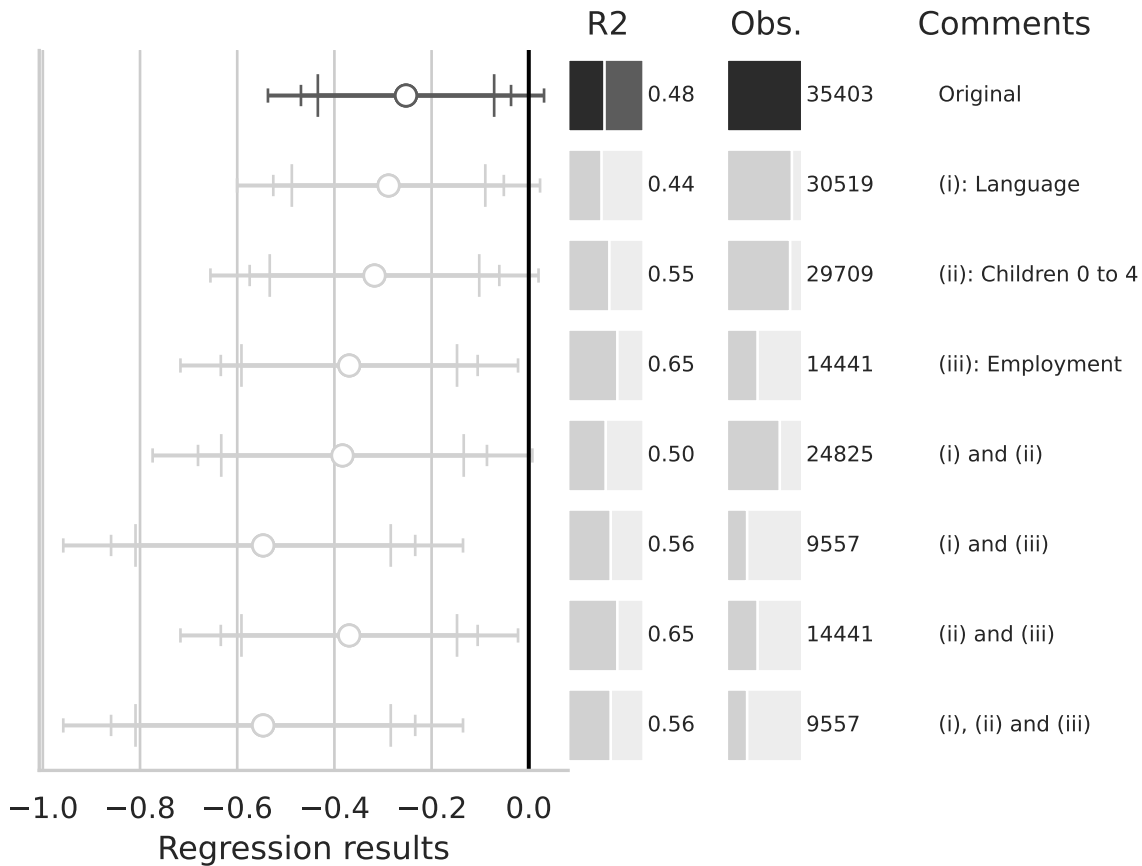 R2 Obs. Comments
0.48 35403 Original
0.44 30519 (i): Language
0.55 29709 (ii): Children 0 to 4
0.65 14441 (iii): Employment
0.50 24825 (i) and (ii)
0.56 9557 (i) and (iii)
0.65 14441 (ii) and (iii)
0.56 9557 (i), (ii) and (iii)
−1.0 −0.8 −0.6 −0.4 −0.2 0.0
Regression results